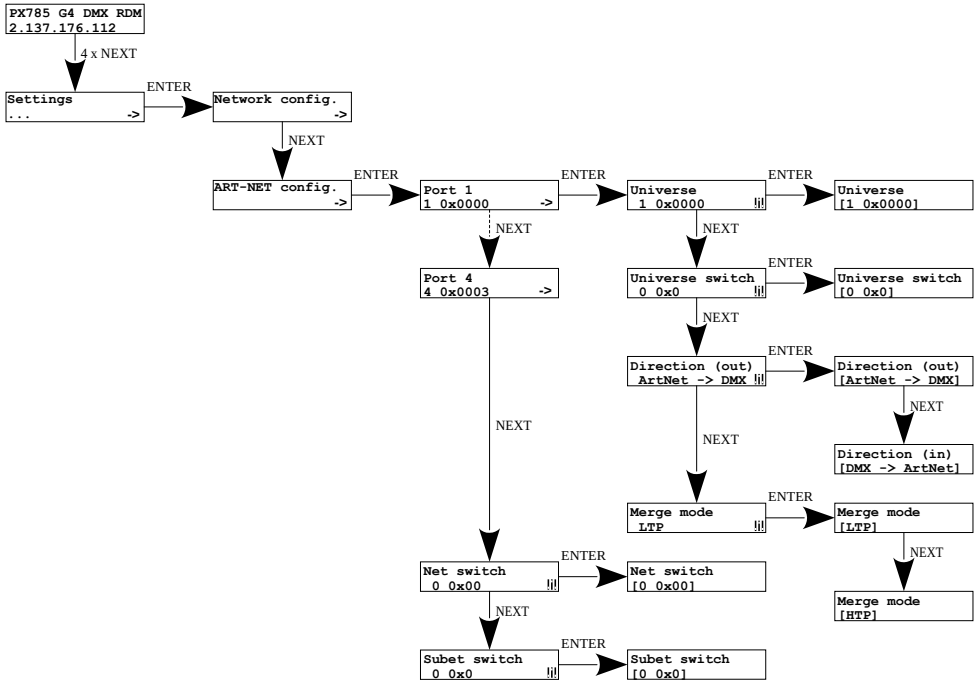 PX785 G4 DMX RDM
2.137.176.112
4 x NEXT
Settings
... ->
ENTER
Network config.
->
NEXT
ART-NET config.
->
ENTER
Port 1
1 0x0000 ->
ENTER
Universe
1 0x0000 !i!
ENTER
Universe
[1 0x0000]
NEXT
NEXT
Port 4
4 0x0003 ->
Universe switch
0 0x0 !i!
ENTER
Universe switch
[0 0x0]
NEXT
Direction (out)
ArtNet -> DMX !i!
ENTER
Direction (out)
[ArtNet -> DMX]
NEXT
NEXT
NEXT
Direction (in)
[DMX -> ArtNet]
Merge mode
LTP !i!
ENTER
Merge mode
[LTP]
NEXT
Merge mode
[HTP]
Net switch
0 0x00 !i!
ENTER
Net switch
[0 0x00]
NEXT
Subet switch
0 0x0 !i!
ENTER
Subet switch
[0 0x0]